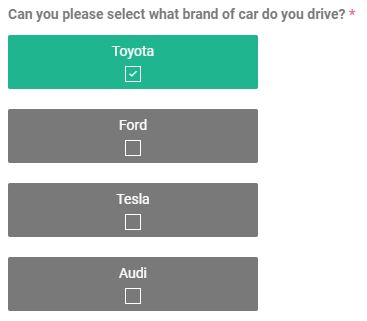 Can you please select what brand of car do you drive? *
Toyota
Ford
Tesla
Audi